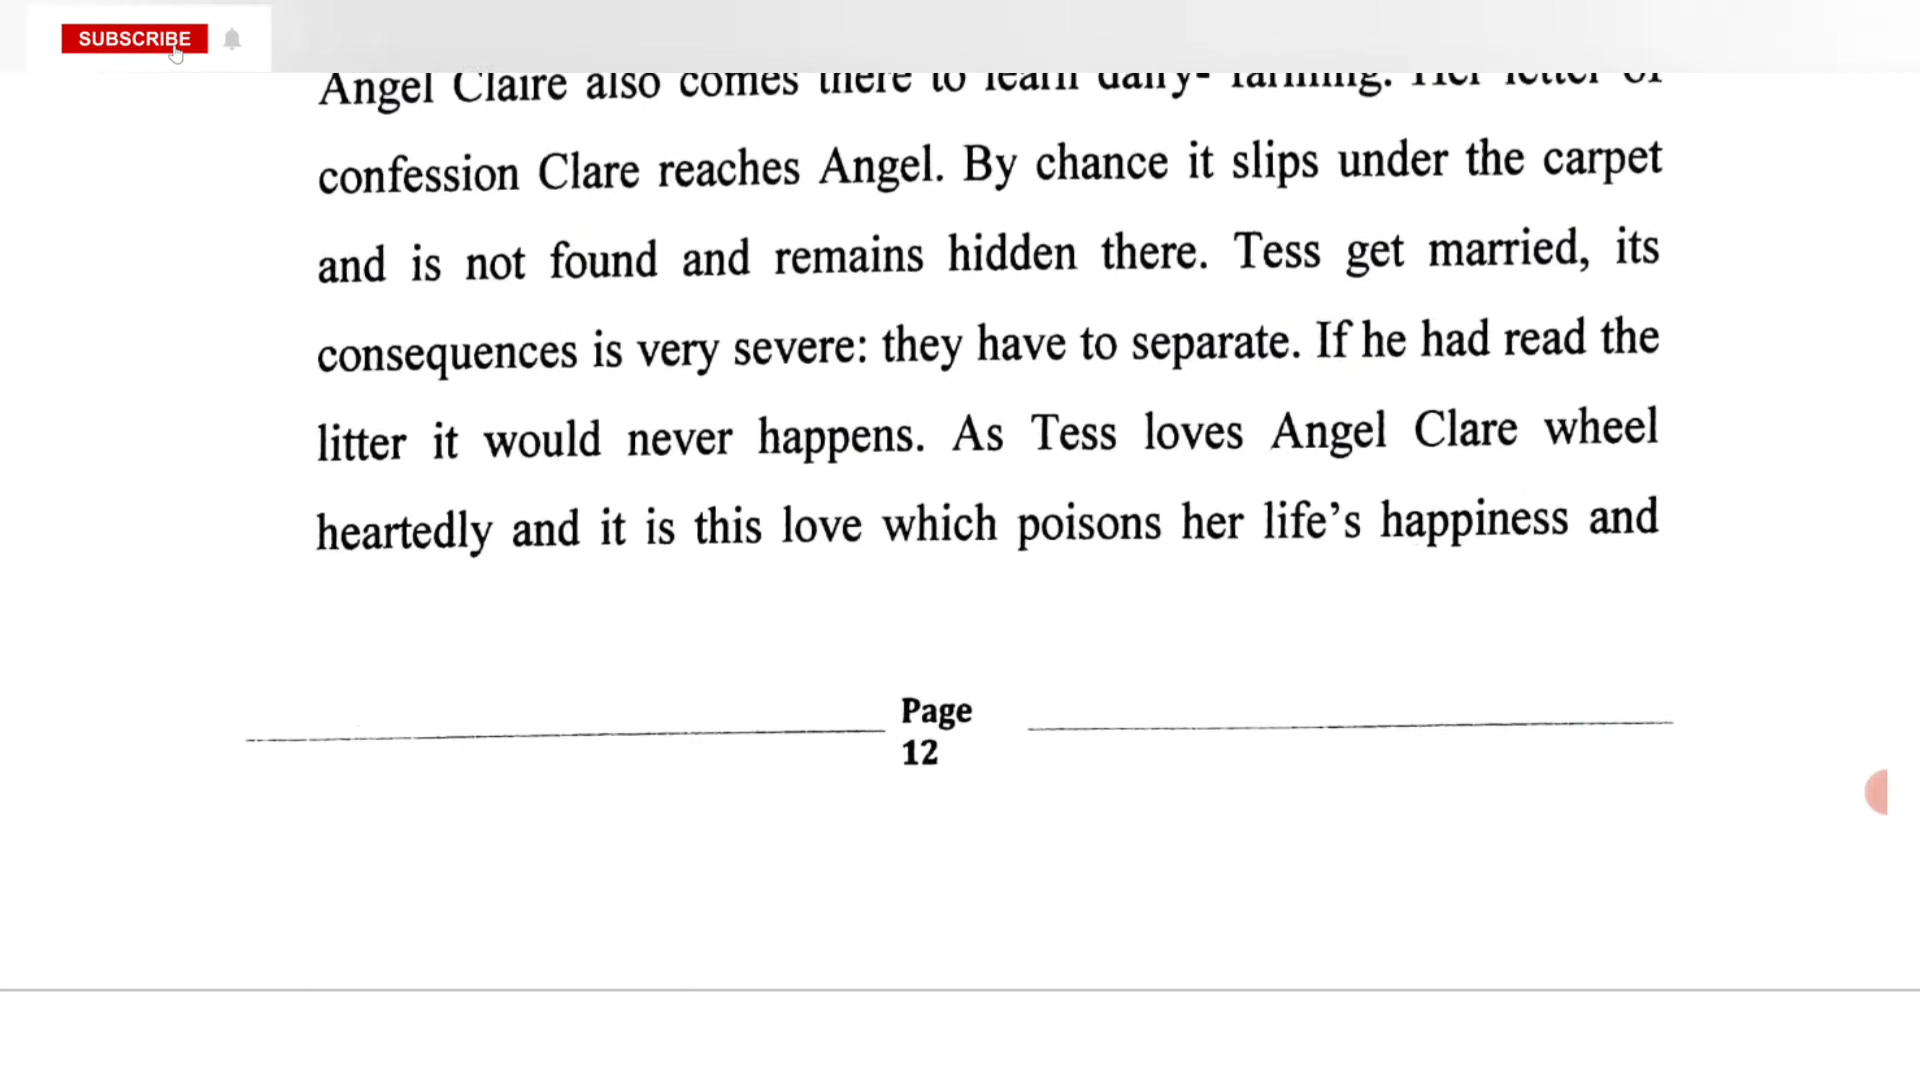 SUBSCRIBE
Angel Claire also comes there to learn dairy- farming. Her letter of
confession Clare reaches Angel. By chance it slips under the carpet
and is not found and remains hidden there. Tess get married, its
consequences is very severe: they have to separate. If he had read the
litter it would never happens. As Tess loves Angel Clare wheel
heartedly and it is this love which poisons her life’s happiness and
Page
12